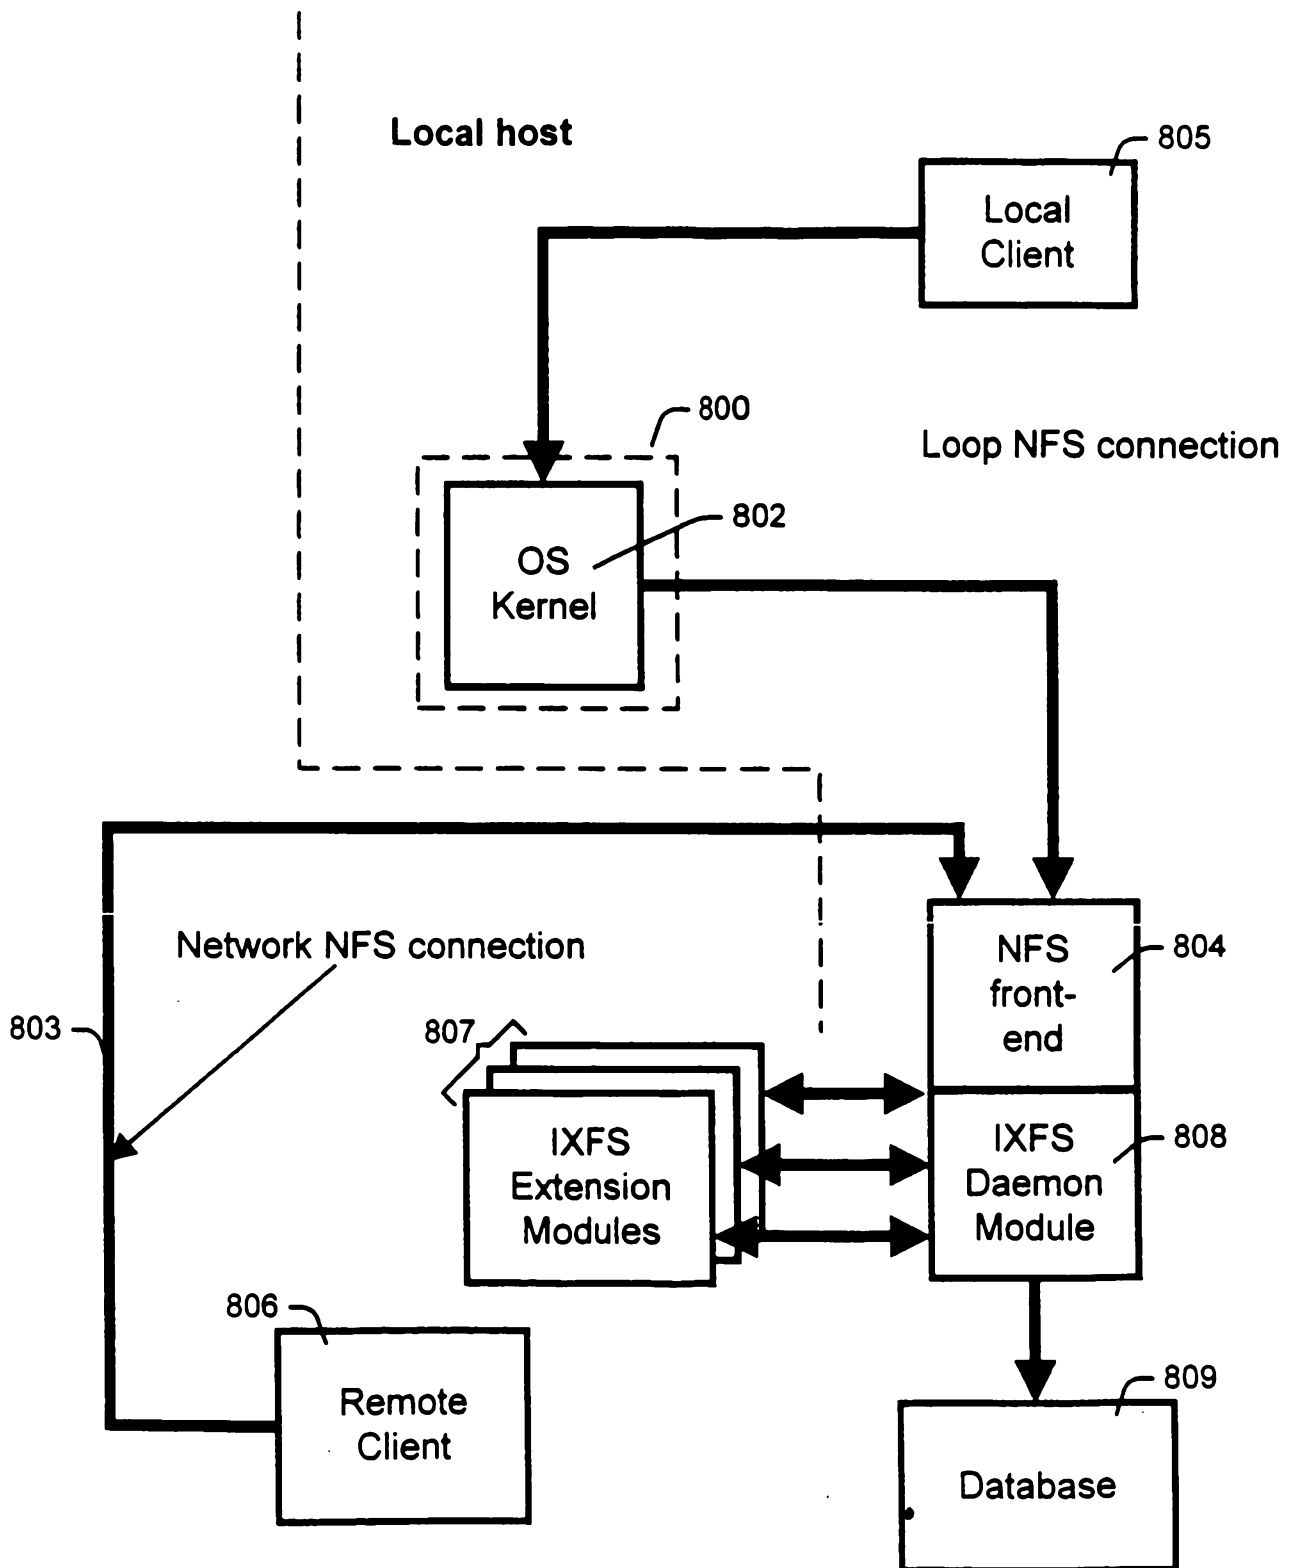 Local host
805
Local
Client
800
Loop NFS connection
802
OS
Kernel
Network NFS connection
804
NFS
front-
end
803
807
IXFS
Extension
Modules
808
IXFS
Daemon
Module
806
Remote
Client
809
Database